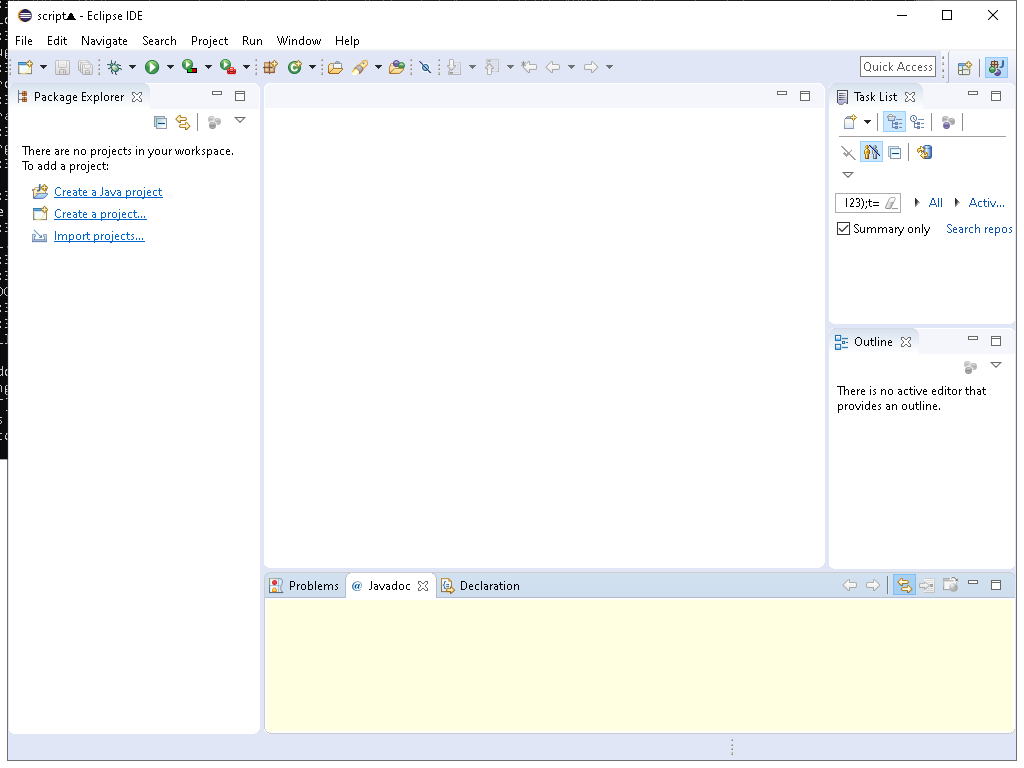 script▲ - Eclipse IDE
File Edit Navigate Search Project Run Window Help
Quick Access
Package Explorer
Task List
There are no projects in your workspace.
To add a project:
Create a Java project
Create a project...
Import projects...
123);t=
All
Activ...
Summary only
Search repos
Outline
There is no active editor that
provides an outline.
Problems
@ Javadoc
Declaration